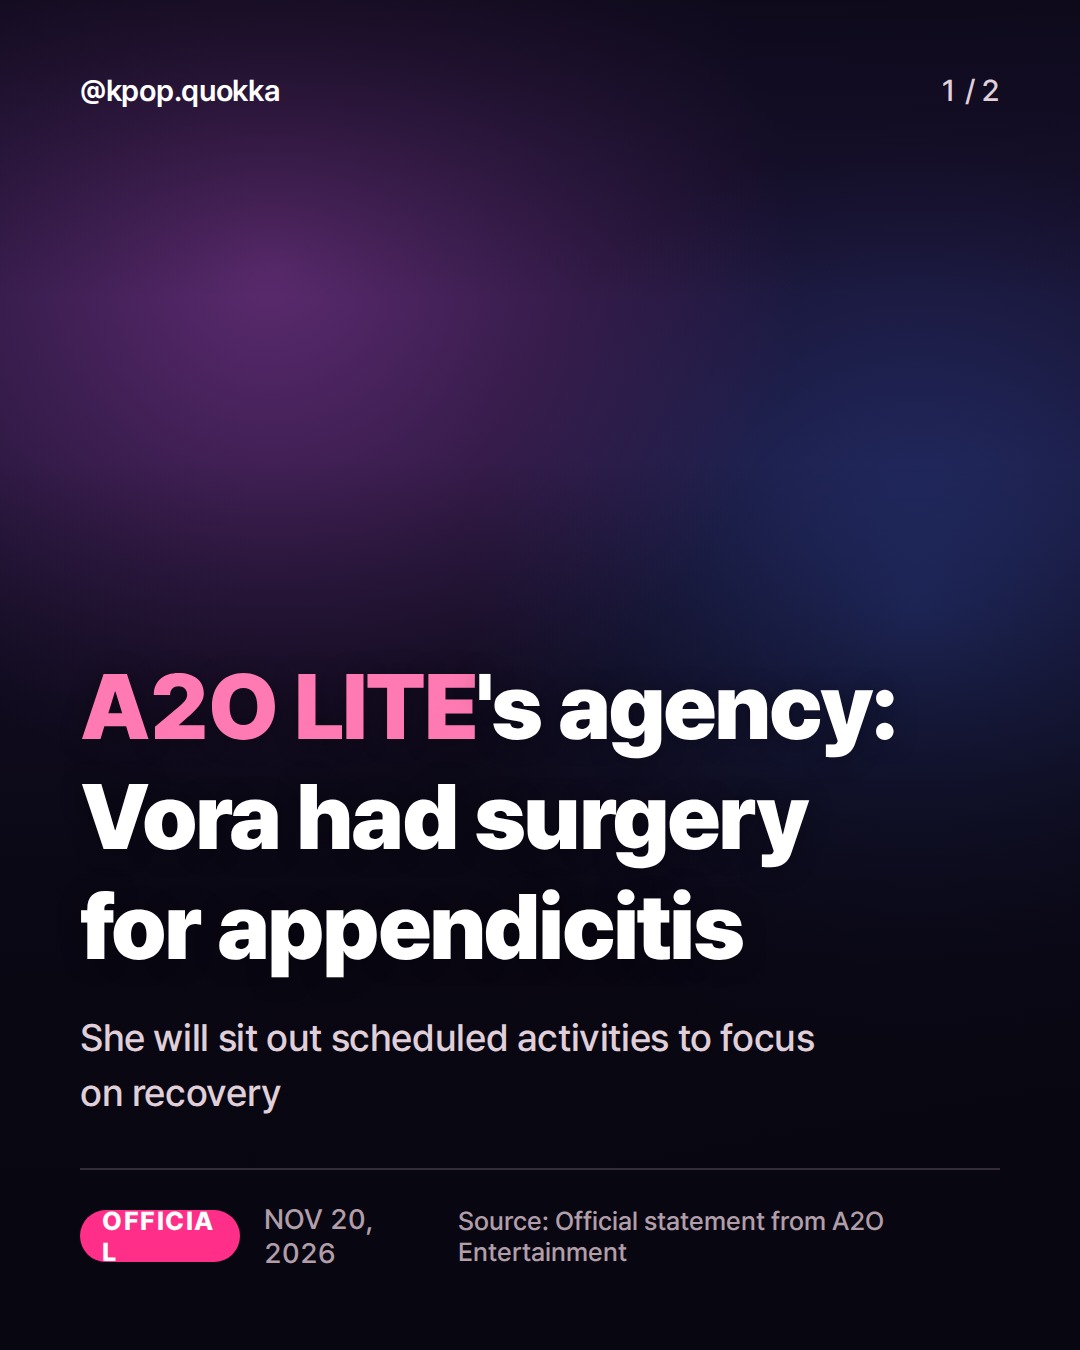 @kpop.quokka
1 / 2
A2O LITE's agency:
Vora had surgery
for appendicitis
She will sit out scheduled activities to focus
on recovery
OFFICIA
L
NOV 20,
2026
Source: Official statement from A2O
Entertainment